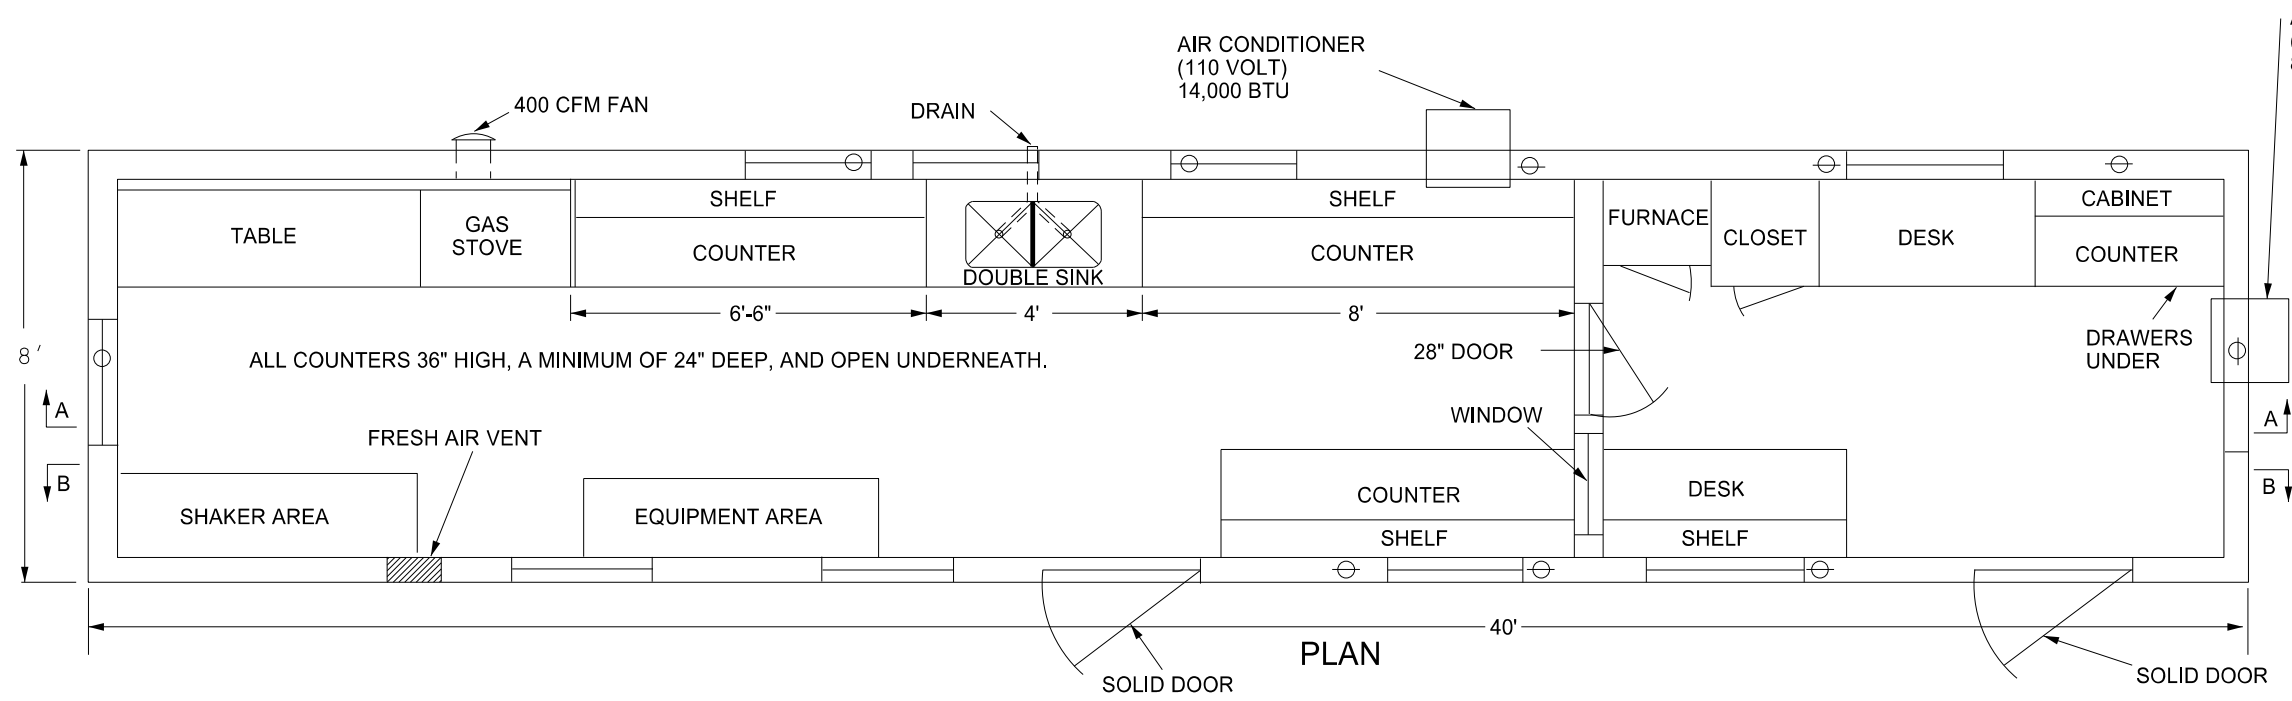 AIR CONDITIONER
(110 VOLT)
14,000 BTU
400 CFM FAN
DRAIN
SHELF
SHELF
CABINET
TABLE
GAS
STOVE
COUNTER
DOUBLE SINK
COUNTER
FURNACE
CLOSET
DESK
COUNTER
6'-6"
4'
8'
8'
ALL COUNTERS 36" HIGH, A MINIMUM OF 24" DEEP, AND OPEN UNDERNEATH.
28" DOOR
DRAWERS
UNDER
A
WINDOW
A
FRESH AIR VENT
B
B
SHAKER AREA
EQUIPMENT AREA
COUNTER
SHELF
DESK
SHELF
40'
PLAN
SOLID DOOR
SOLID DOOR